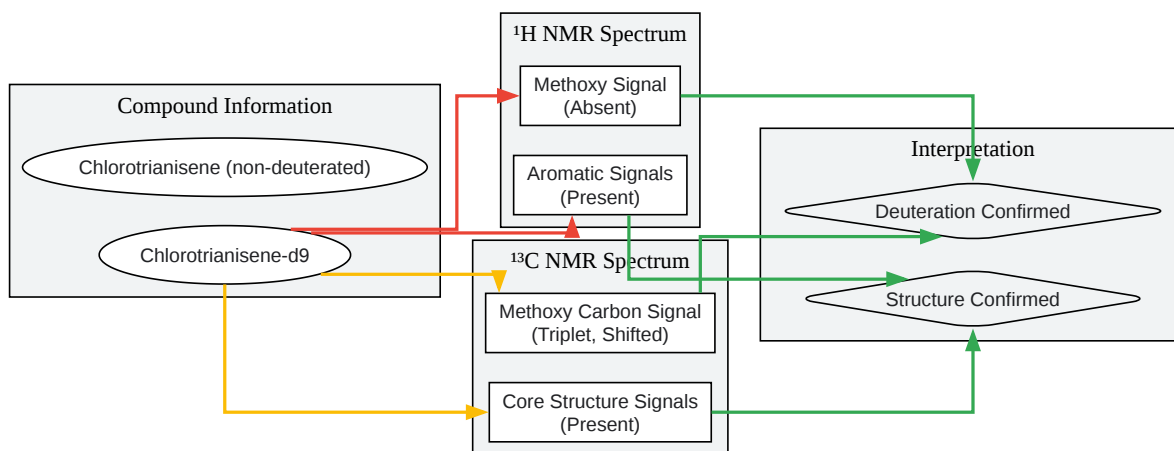 Compound Information
Chlorotrianisene (non-deuterated)
Chlorotrianisene-d9
¹H NMR Spectrum
Methoxy Signal
(Absent)
Aromatic Signals
(Present)
¹³C NMR Spectrum
Methoxy Carbon Signal
(Triplet, Shifted)
Core Structure Signals
(Present)
Interpretation
Deuteration Confirmed
Structure Confirmed